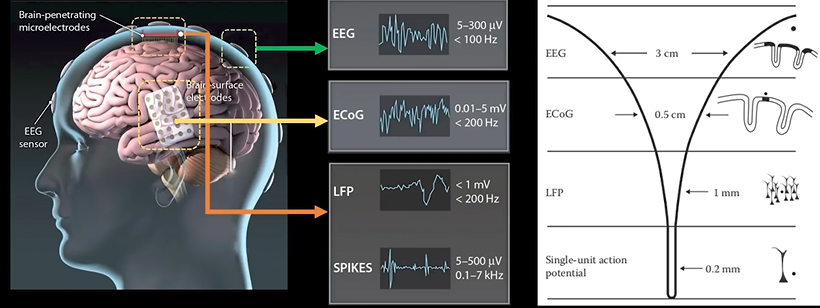 Brain-penetrating
microelectrodes
Brain-surface
electrodes
EEG
sensor
EEG
5–300 µV
< 100 Hz
ECoG
0.01–5 mV
< 200 Hz
LFP
< 1 mV
< 200 Hz
SPIKES
5–500 µV
0.1–7 kHz
EEG
3 cm
ECoG
0.5 cm
LFP
1 mm
Single-unit action
potential
0.2 mm